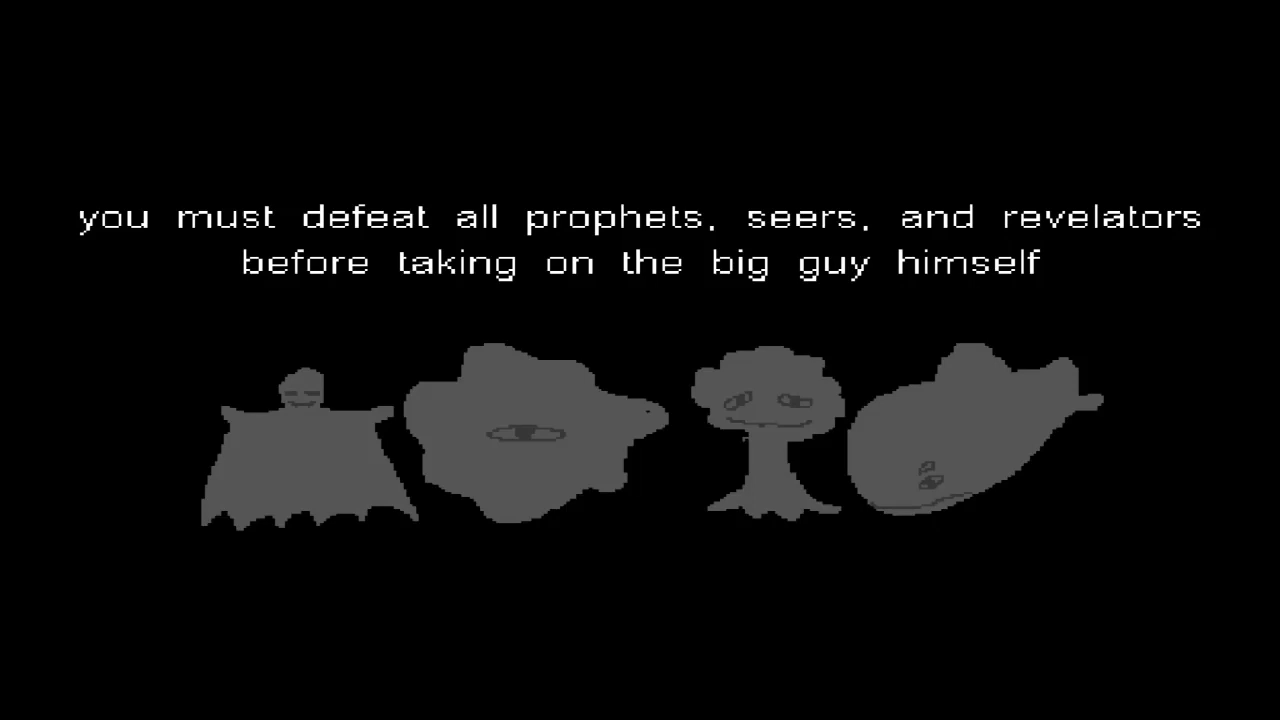 you must defeat all prophets, seers, and revelators
before taking on the big guy himself